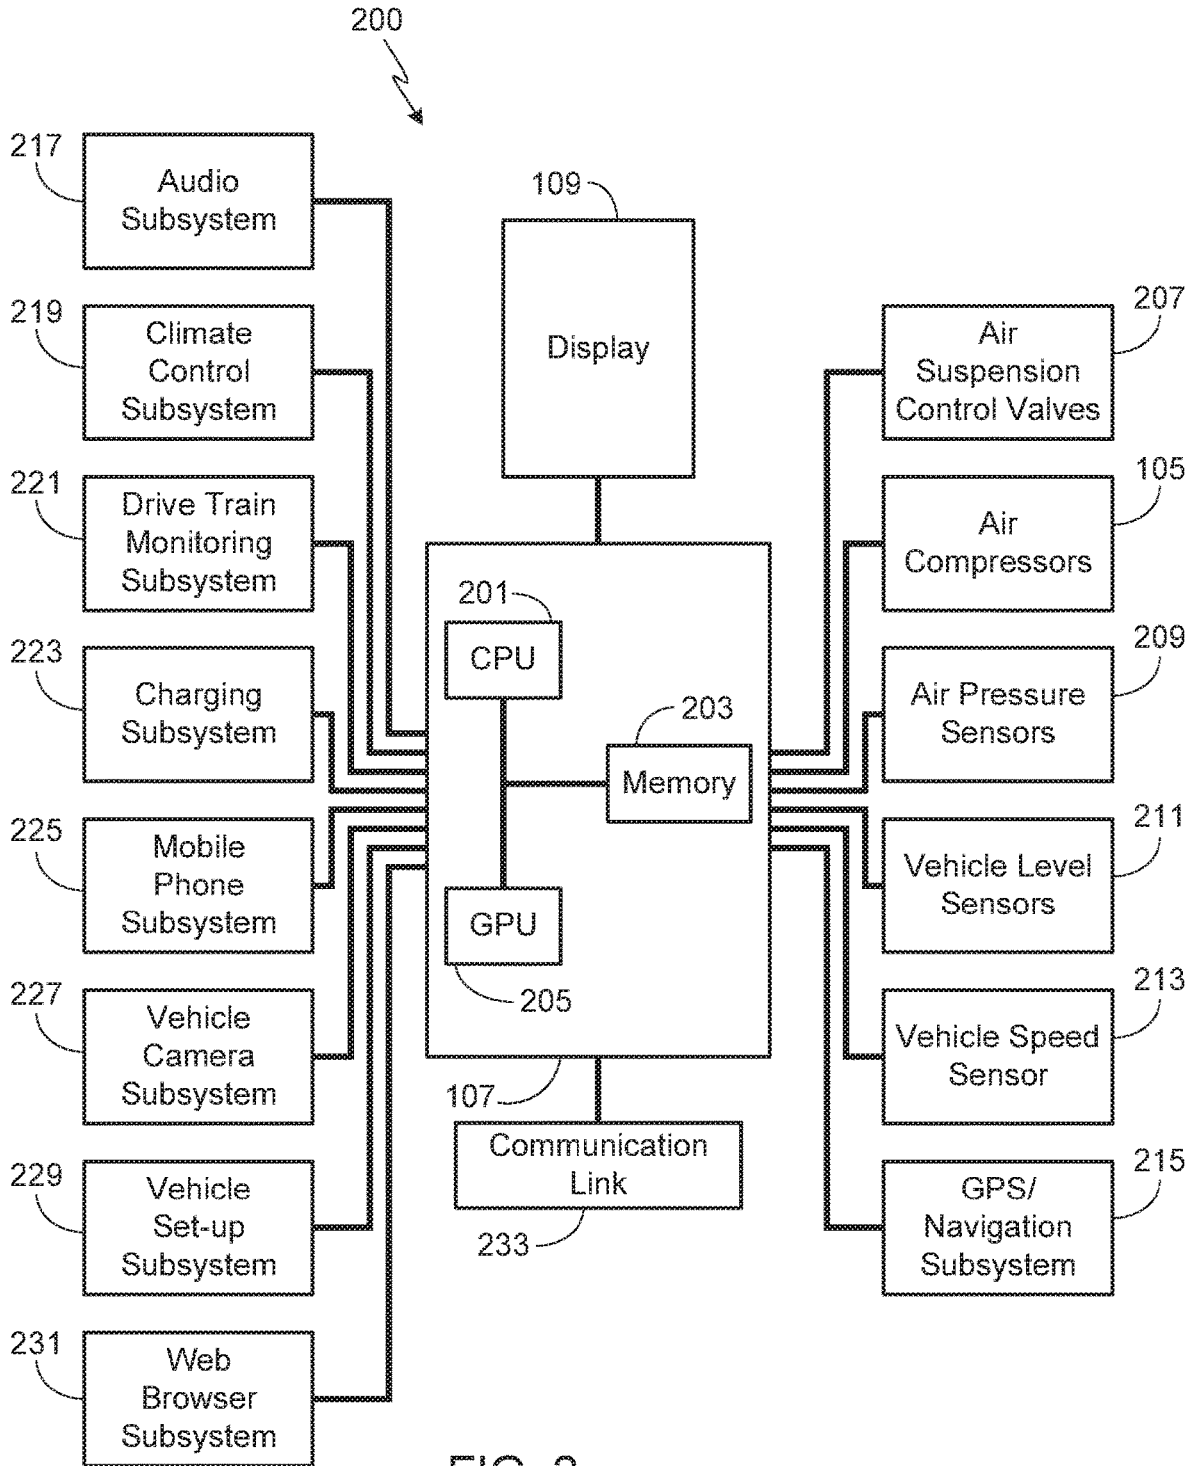 200
217
Audio
Subsystem
109
Display
219
Climate
Control
Subsystem
207
Air
Suspension
Control Valves
221
Drive Train
Monitoring
Subsystem
105
Air
Compressors
201
CPU
203
Memory
GPU
205
107
223
Charging
Subsystem
209
Air Pressure
Sensors
225
Mobile
Phone
Subsystem
211
Vehicle Level
Sensors
227
Vehicle
Camera
Subsystem
213
Vehicle Speed
Sensor
Communication
Link
233
229
Vehicle
Set-up
Subsystem
215
GPS/
Navigation
Subsystem
231
Web
Browser
Subsystem
FIG.